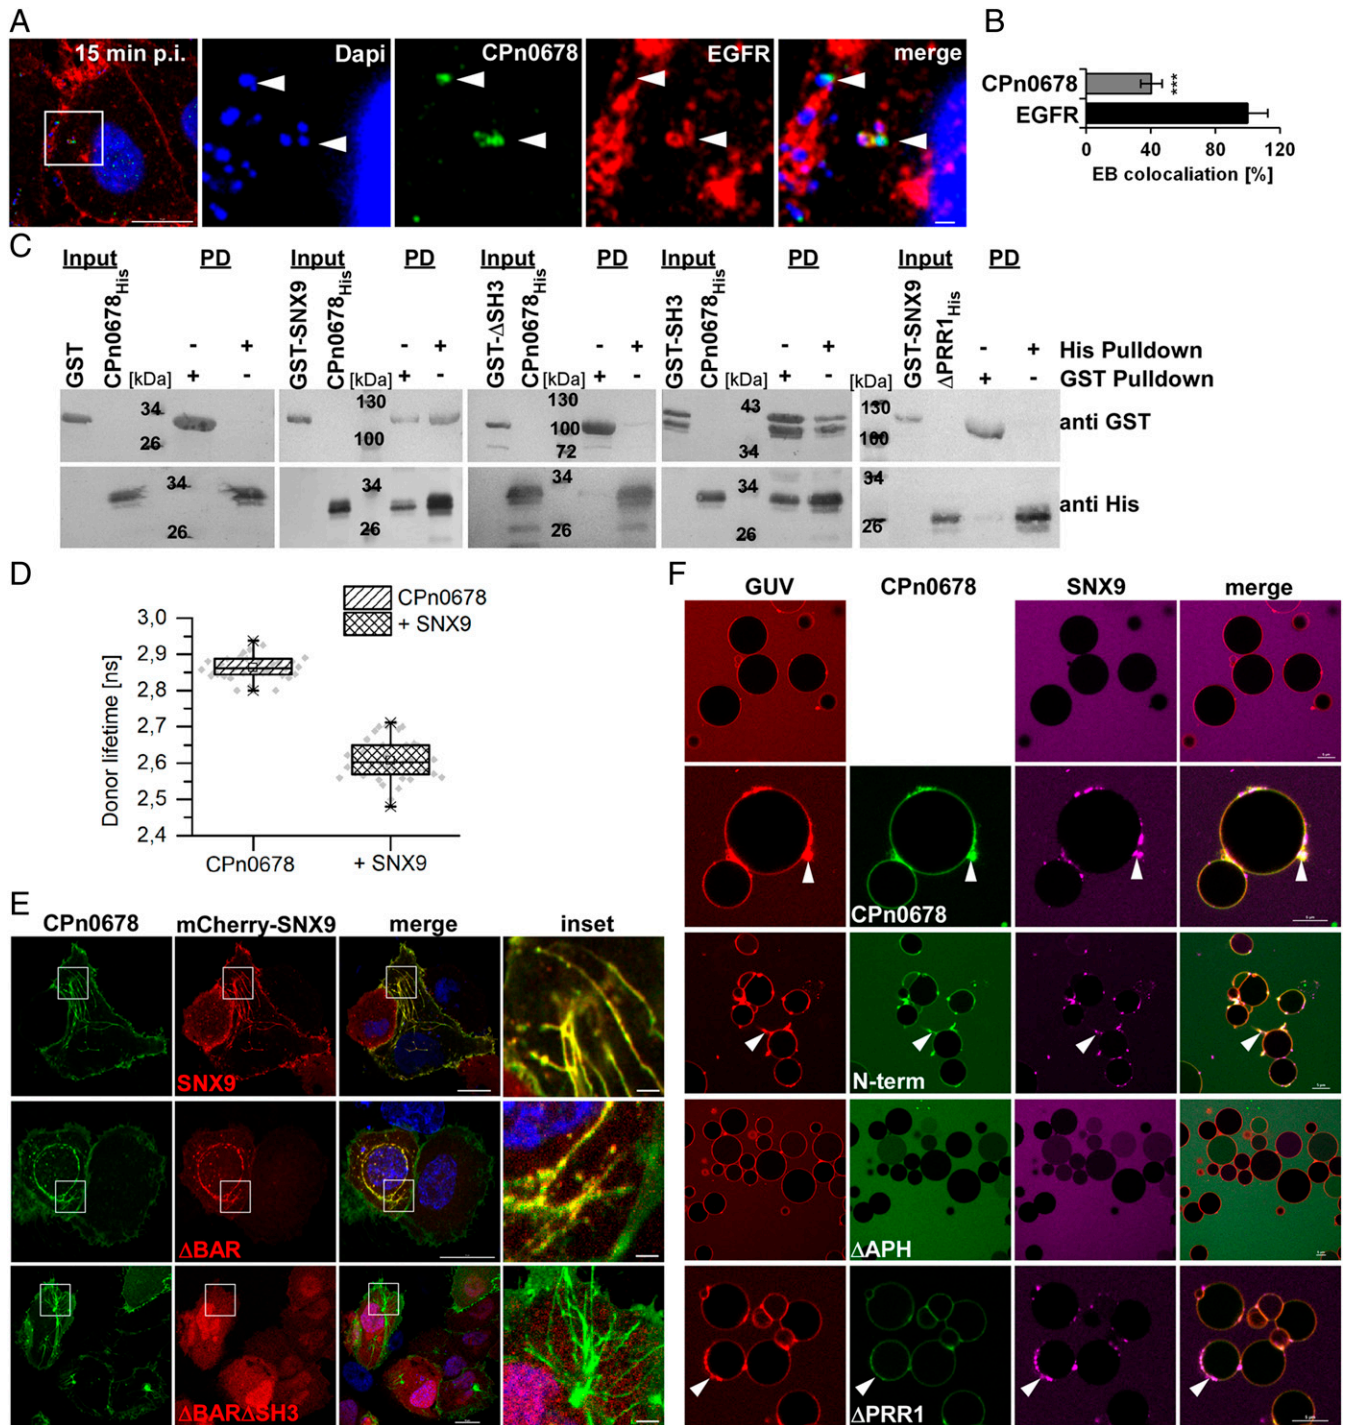 A
15 min p.i.
Dapi
CPn0678
EGFR
merge
B
CPn0678
EGFR
***
0 40 80 120
EB colocaliation [%]
C
Input PD
GST
CPn0678His
[kDa]
- +
+ -
34
26
34
26
Input PD
GST-SNX9
CPn0678His
[kDa]
- +
+ -
130
100
34
26
Input PD
GST-ΔSH3
CPn0678His
[kDa]
- +
+ -
130
100
72
34
26
Input PD
GST-SH3
CPn0678His
[kDa]
- +
+ -
43
34
34
26
Input PD
[kDa]
GST-SNX9
ΔPRR1His
- +
+ -
130
100
34
26
His Pulldown
GST Pulldown
anti GST
anti His
D
CPn0678
+ SNX9
Donor lifetime [ns]
3,0
2,9
2,8
2,7
2,6
2,5
2,4
CPn0678
+ SNX9
E
CPn0678 mCherry-SNX9 merge inset
SNX9
ΔBAR
ΔBARΔSH3
F
GUV CPn0678 SNX9 merge
CPn0678
N-term
ΔAPH
ΔPRR1